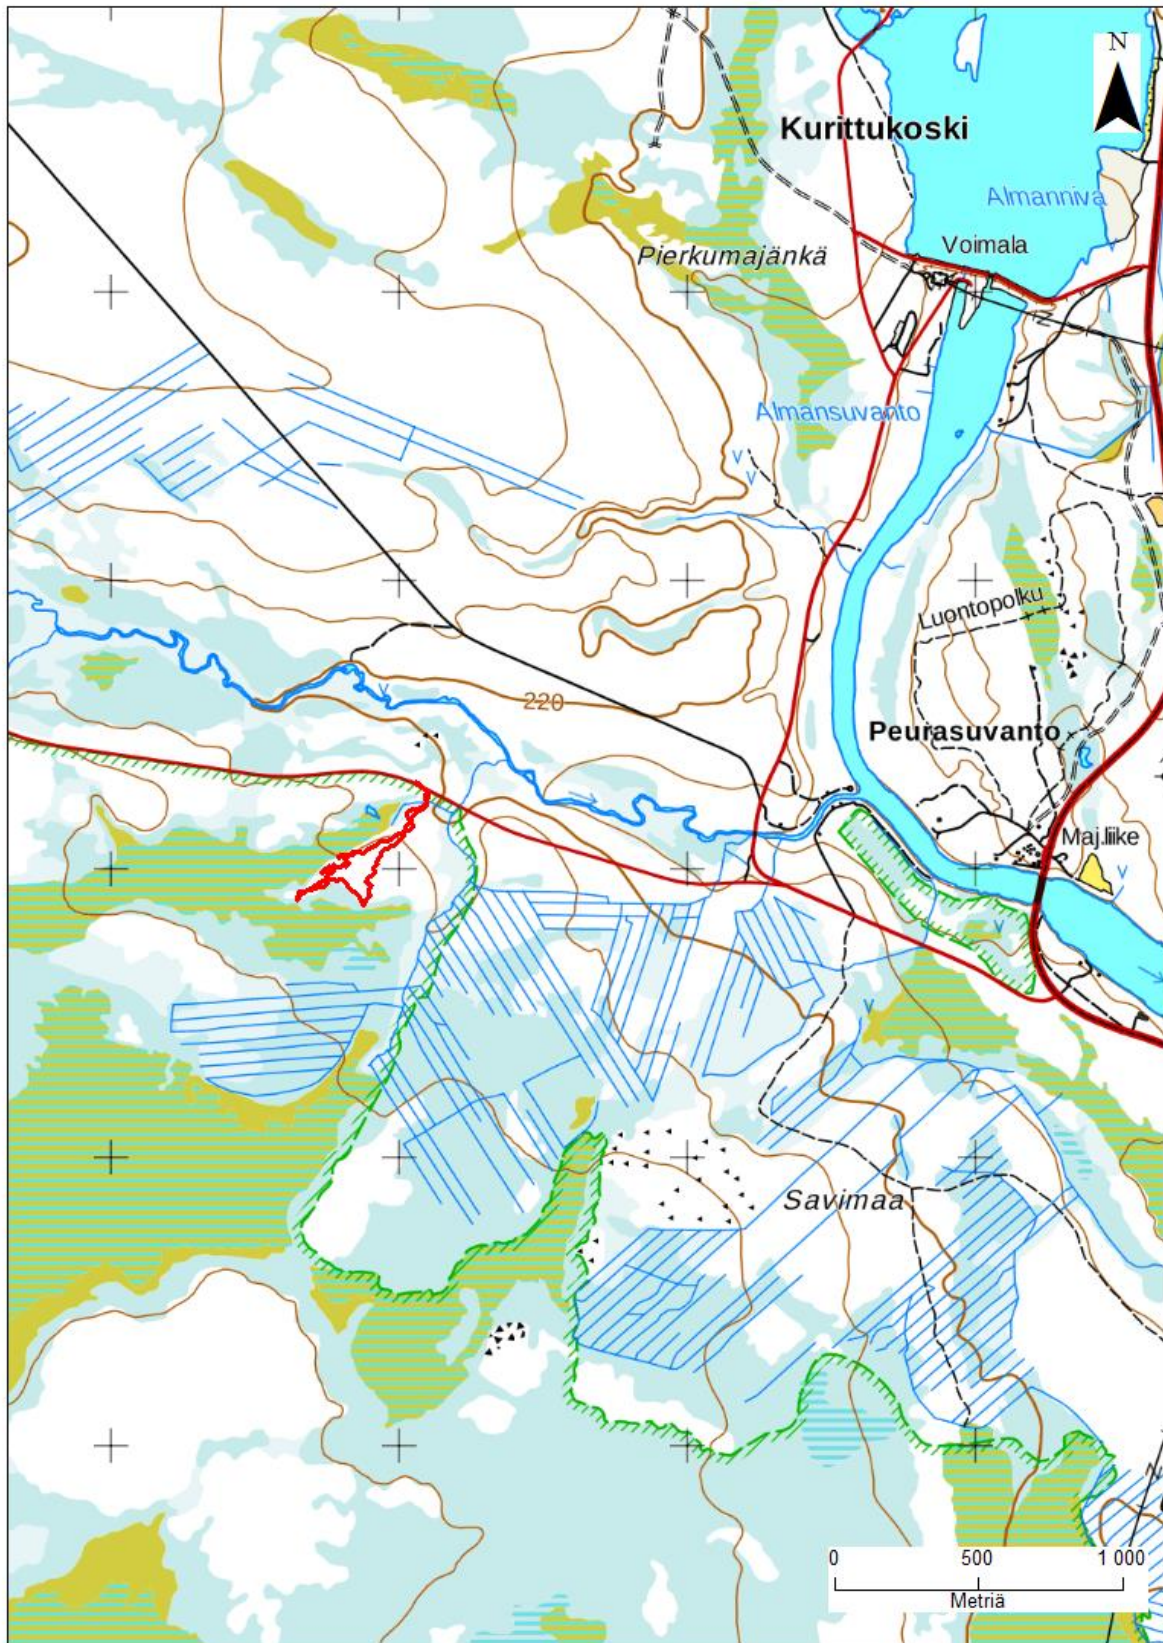 N
Kurittukoski
Almanniva
Voimala
Pierkumajänkä
Almansuvanto
Luontopolku
220
Peurasuvanto
Maj.liike
Savimaa
0 500 1 000
Metriä